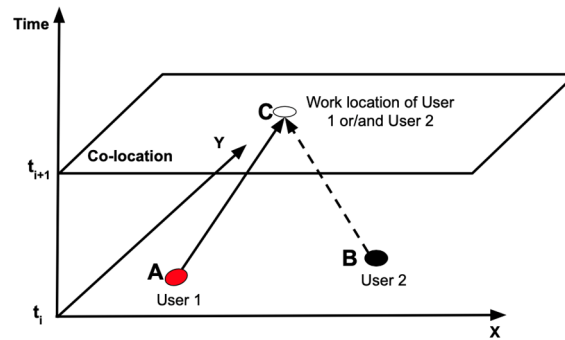 Time
C
Work location of User
1 or/and User 2
Y
Co-location
t i+1
A
B
User 2
User 1
t i
X